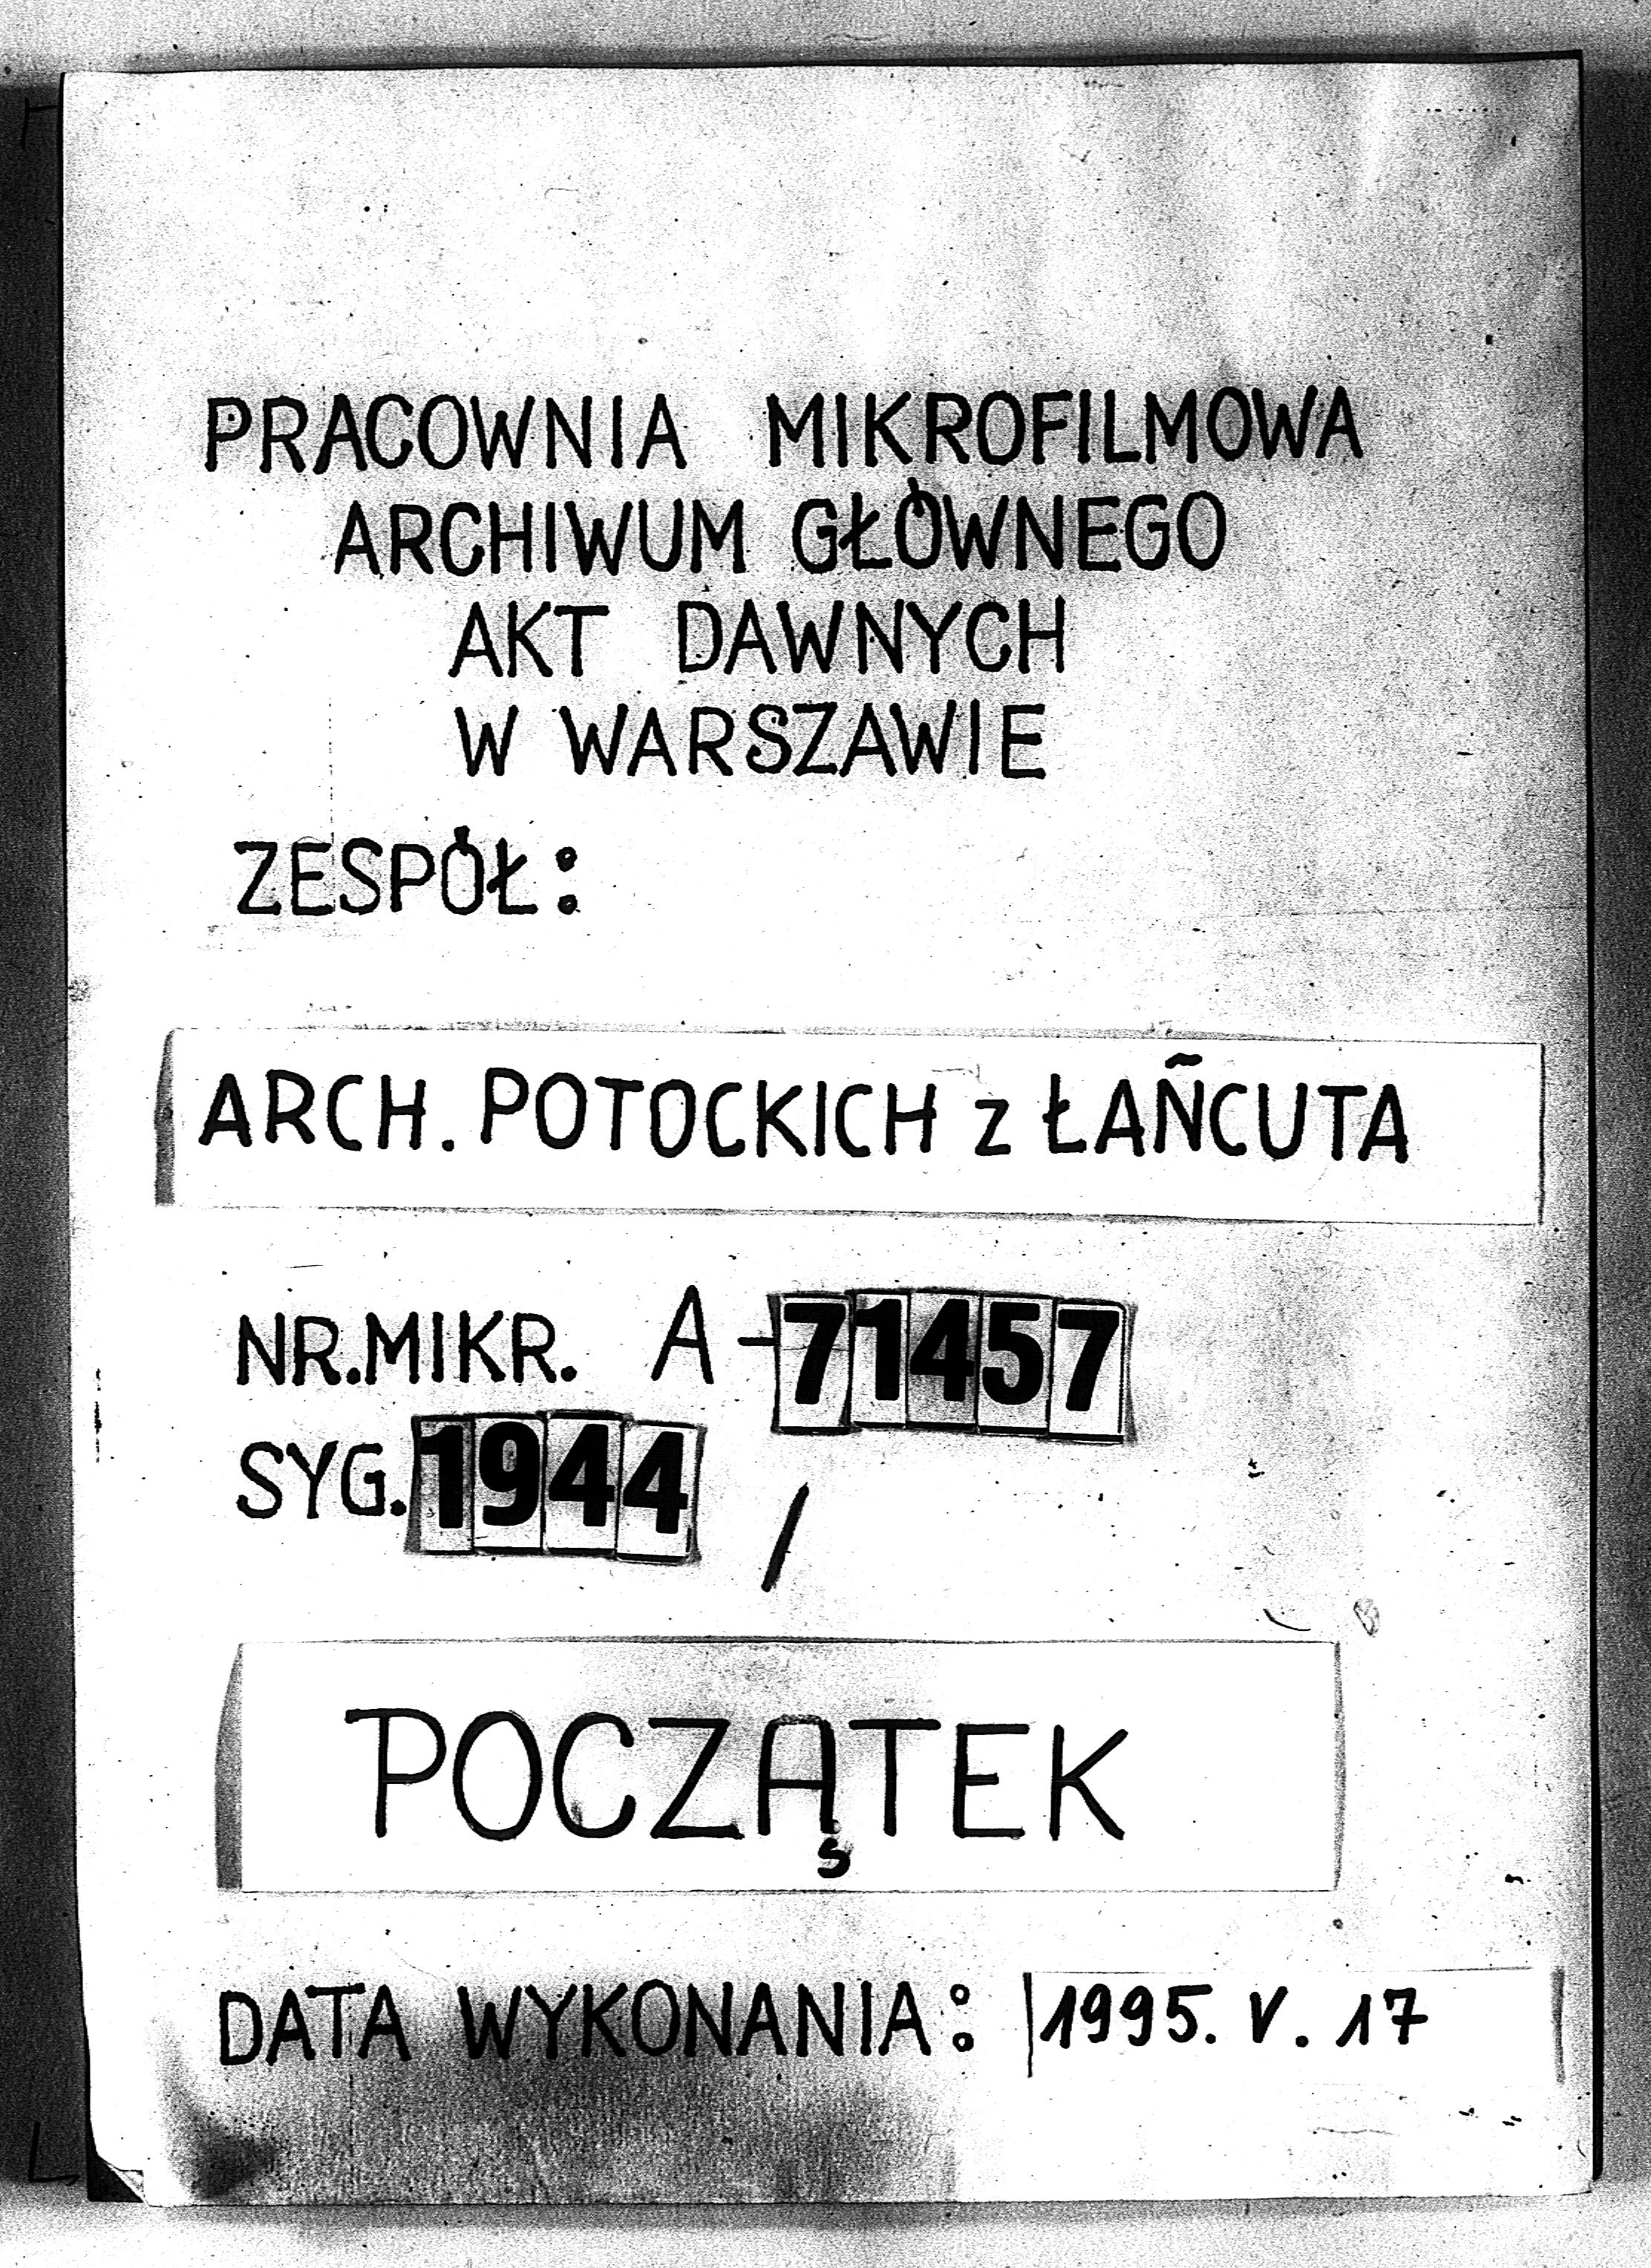 PRACOWNIA MIKROFILMOWA
ARCHIWUM GŁÓWNEGO
AKT DAWNYCH
W WARSZAWIE
ZESPÓŁ:
ARCH. POTOCKICH z ŁAŃCUTA
NR.MIKR. A-71457
SYG. 1944 /
POCZĄTEK
DATA WYKONANIA: 1995. V. 17